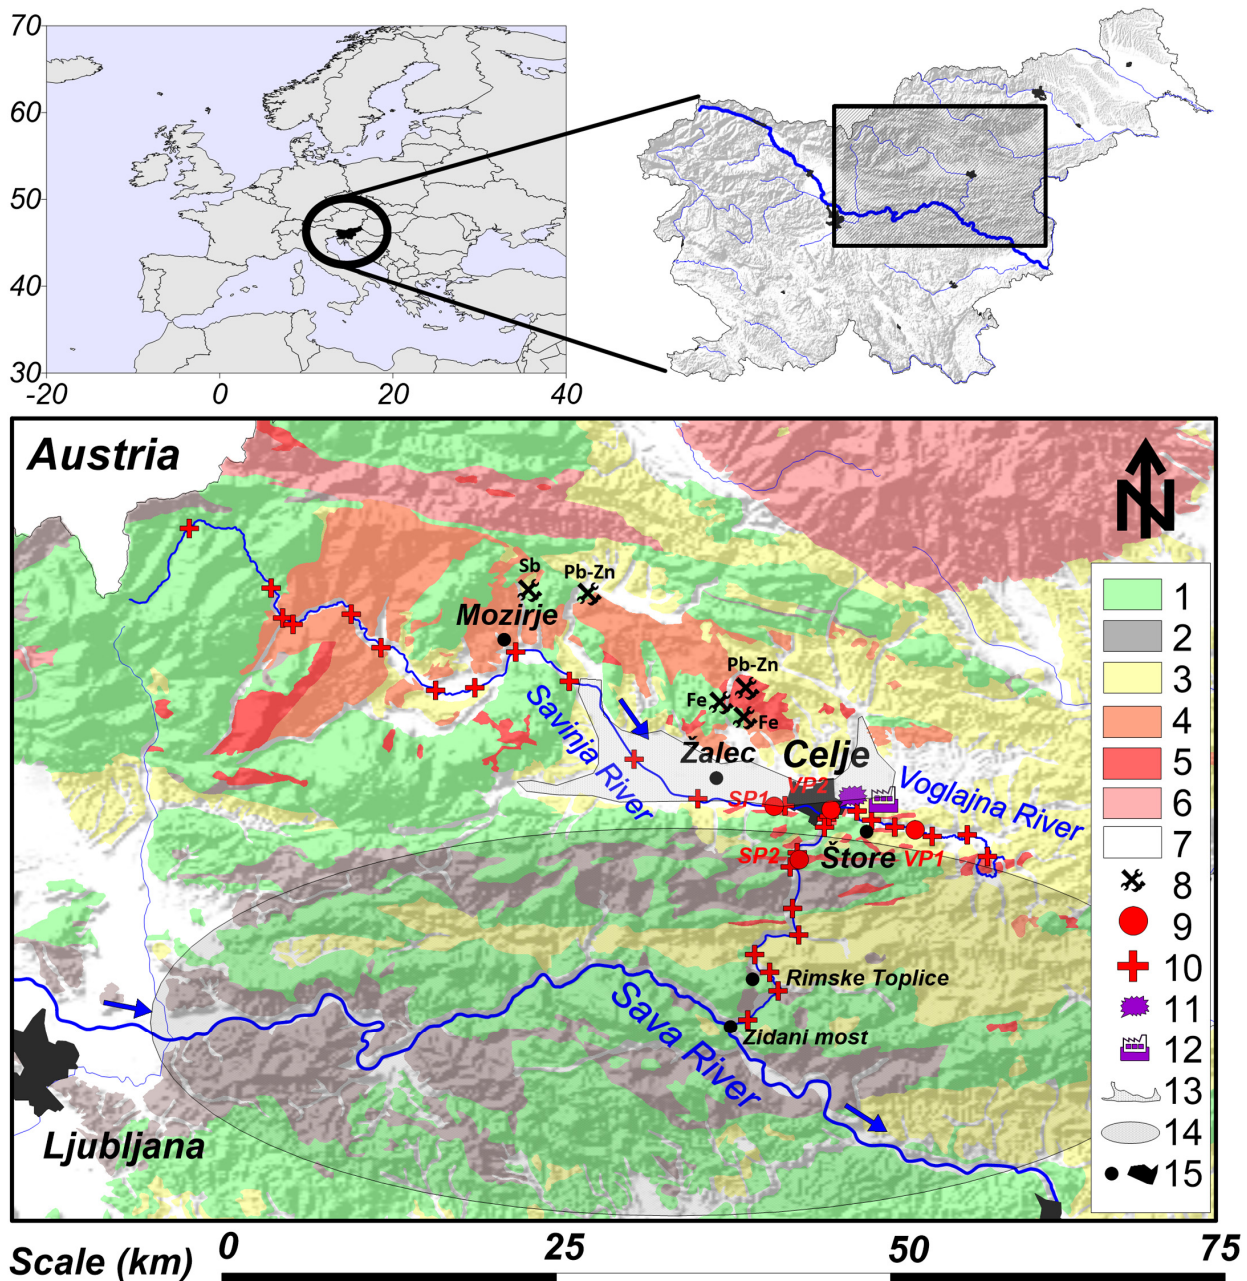 70
60
50
40
30
-20
0
20
40
Austria
Sb
Pb-Zn
Mozirje
Pb-Zn
Fe
Fe
Savinja River
Žalec
Celje
SP1
VP2
Voglajna River
SP2
Štore
VP1
Rimske Toplice
Sava River
Zidani most
Ljubljana
N
1
2
3
4
5
6
7
8
9
10
11
12
13
14
15
Scale (km)
0
25
50
75